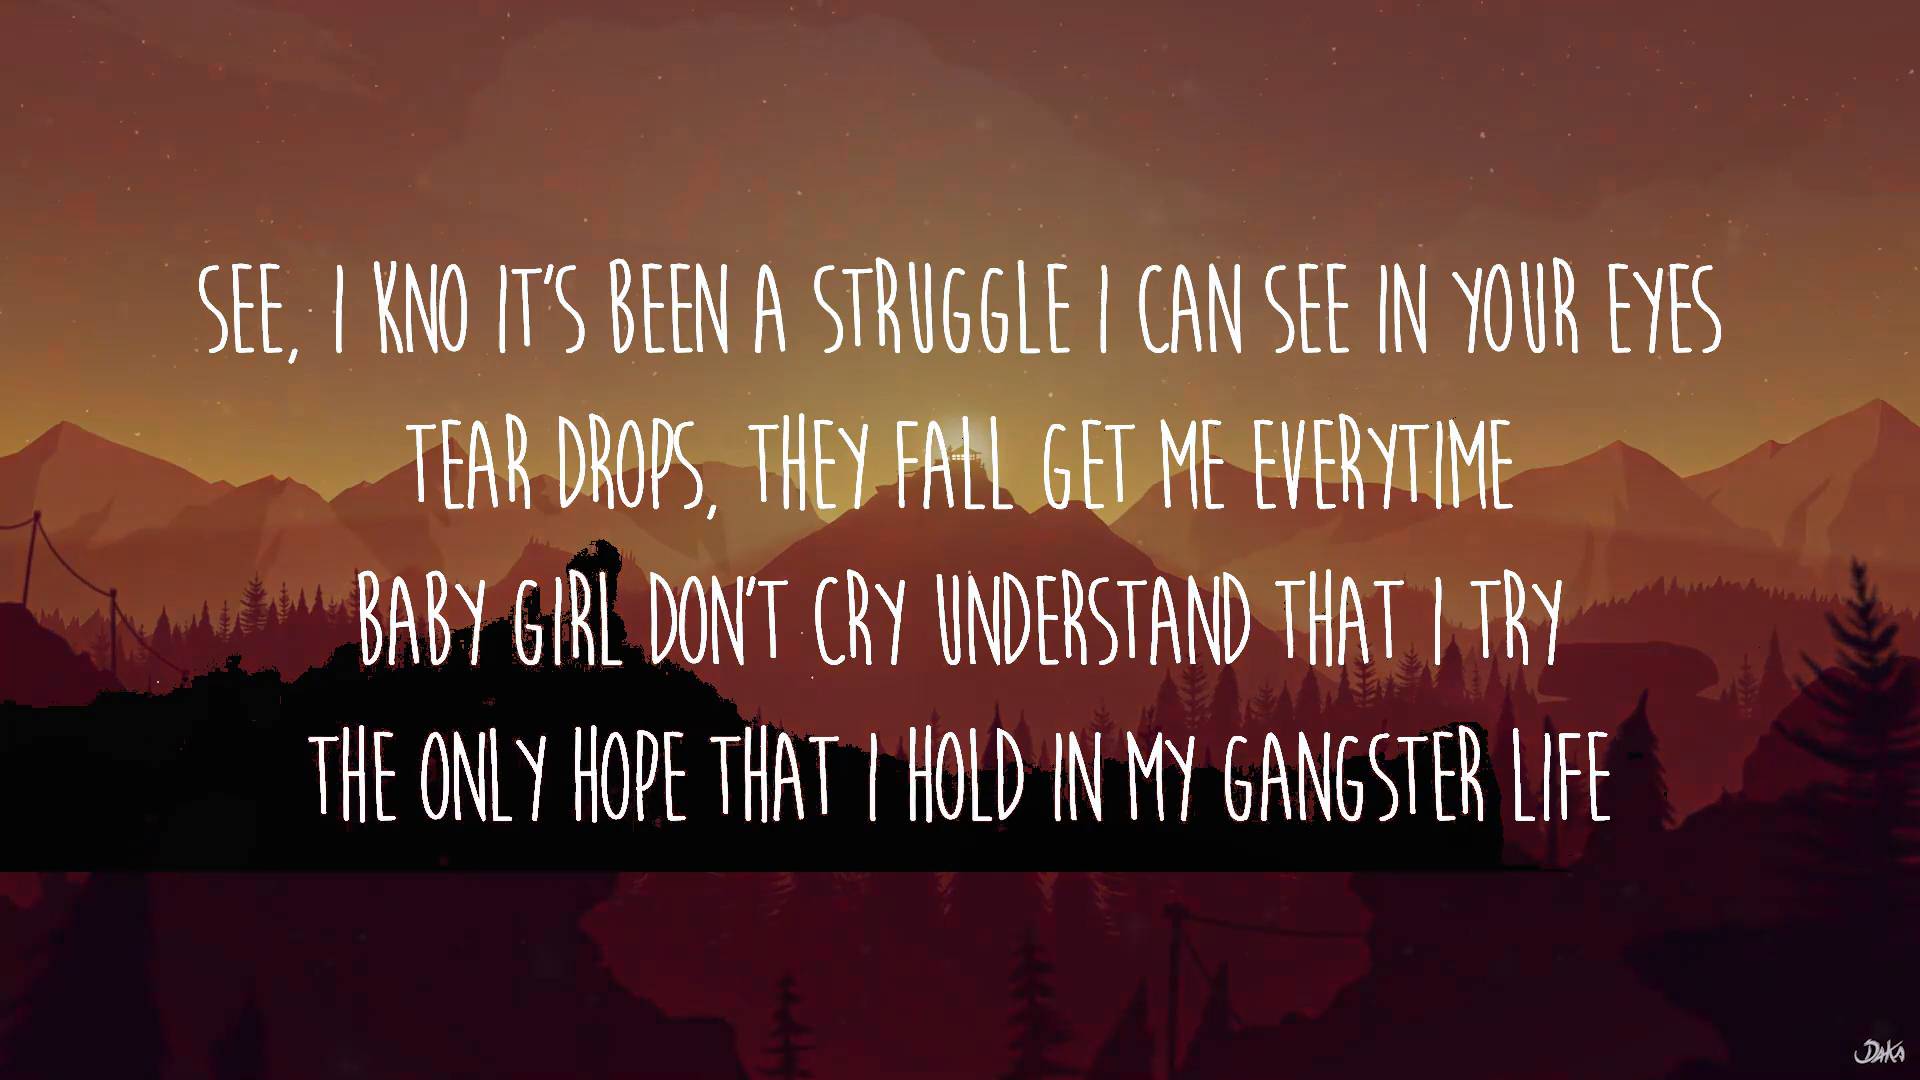 SEE, I KNO IT'S BEEN A STRUGGLE I CAN SEE IN YOUR EYES
TEAR DROPS, THEY FALL GET ME EVERYTIME
BABY GIRL DON'T CRY UNDERSTAND THAT I TRY
THE ONLY HOPE THAT I HOLD IN MY GANGSTER LIFE
DAKA